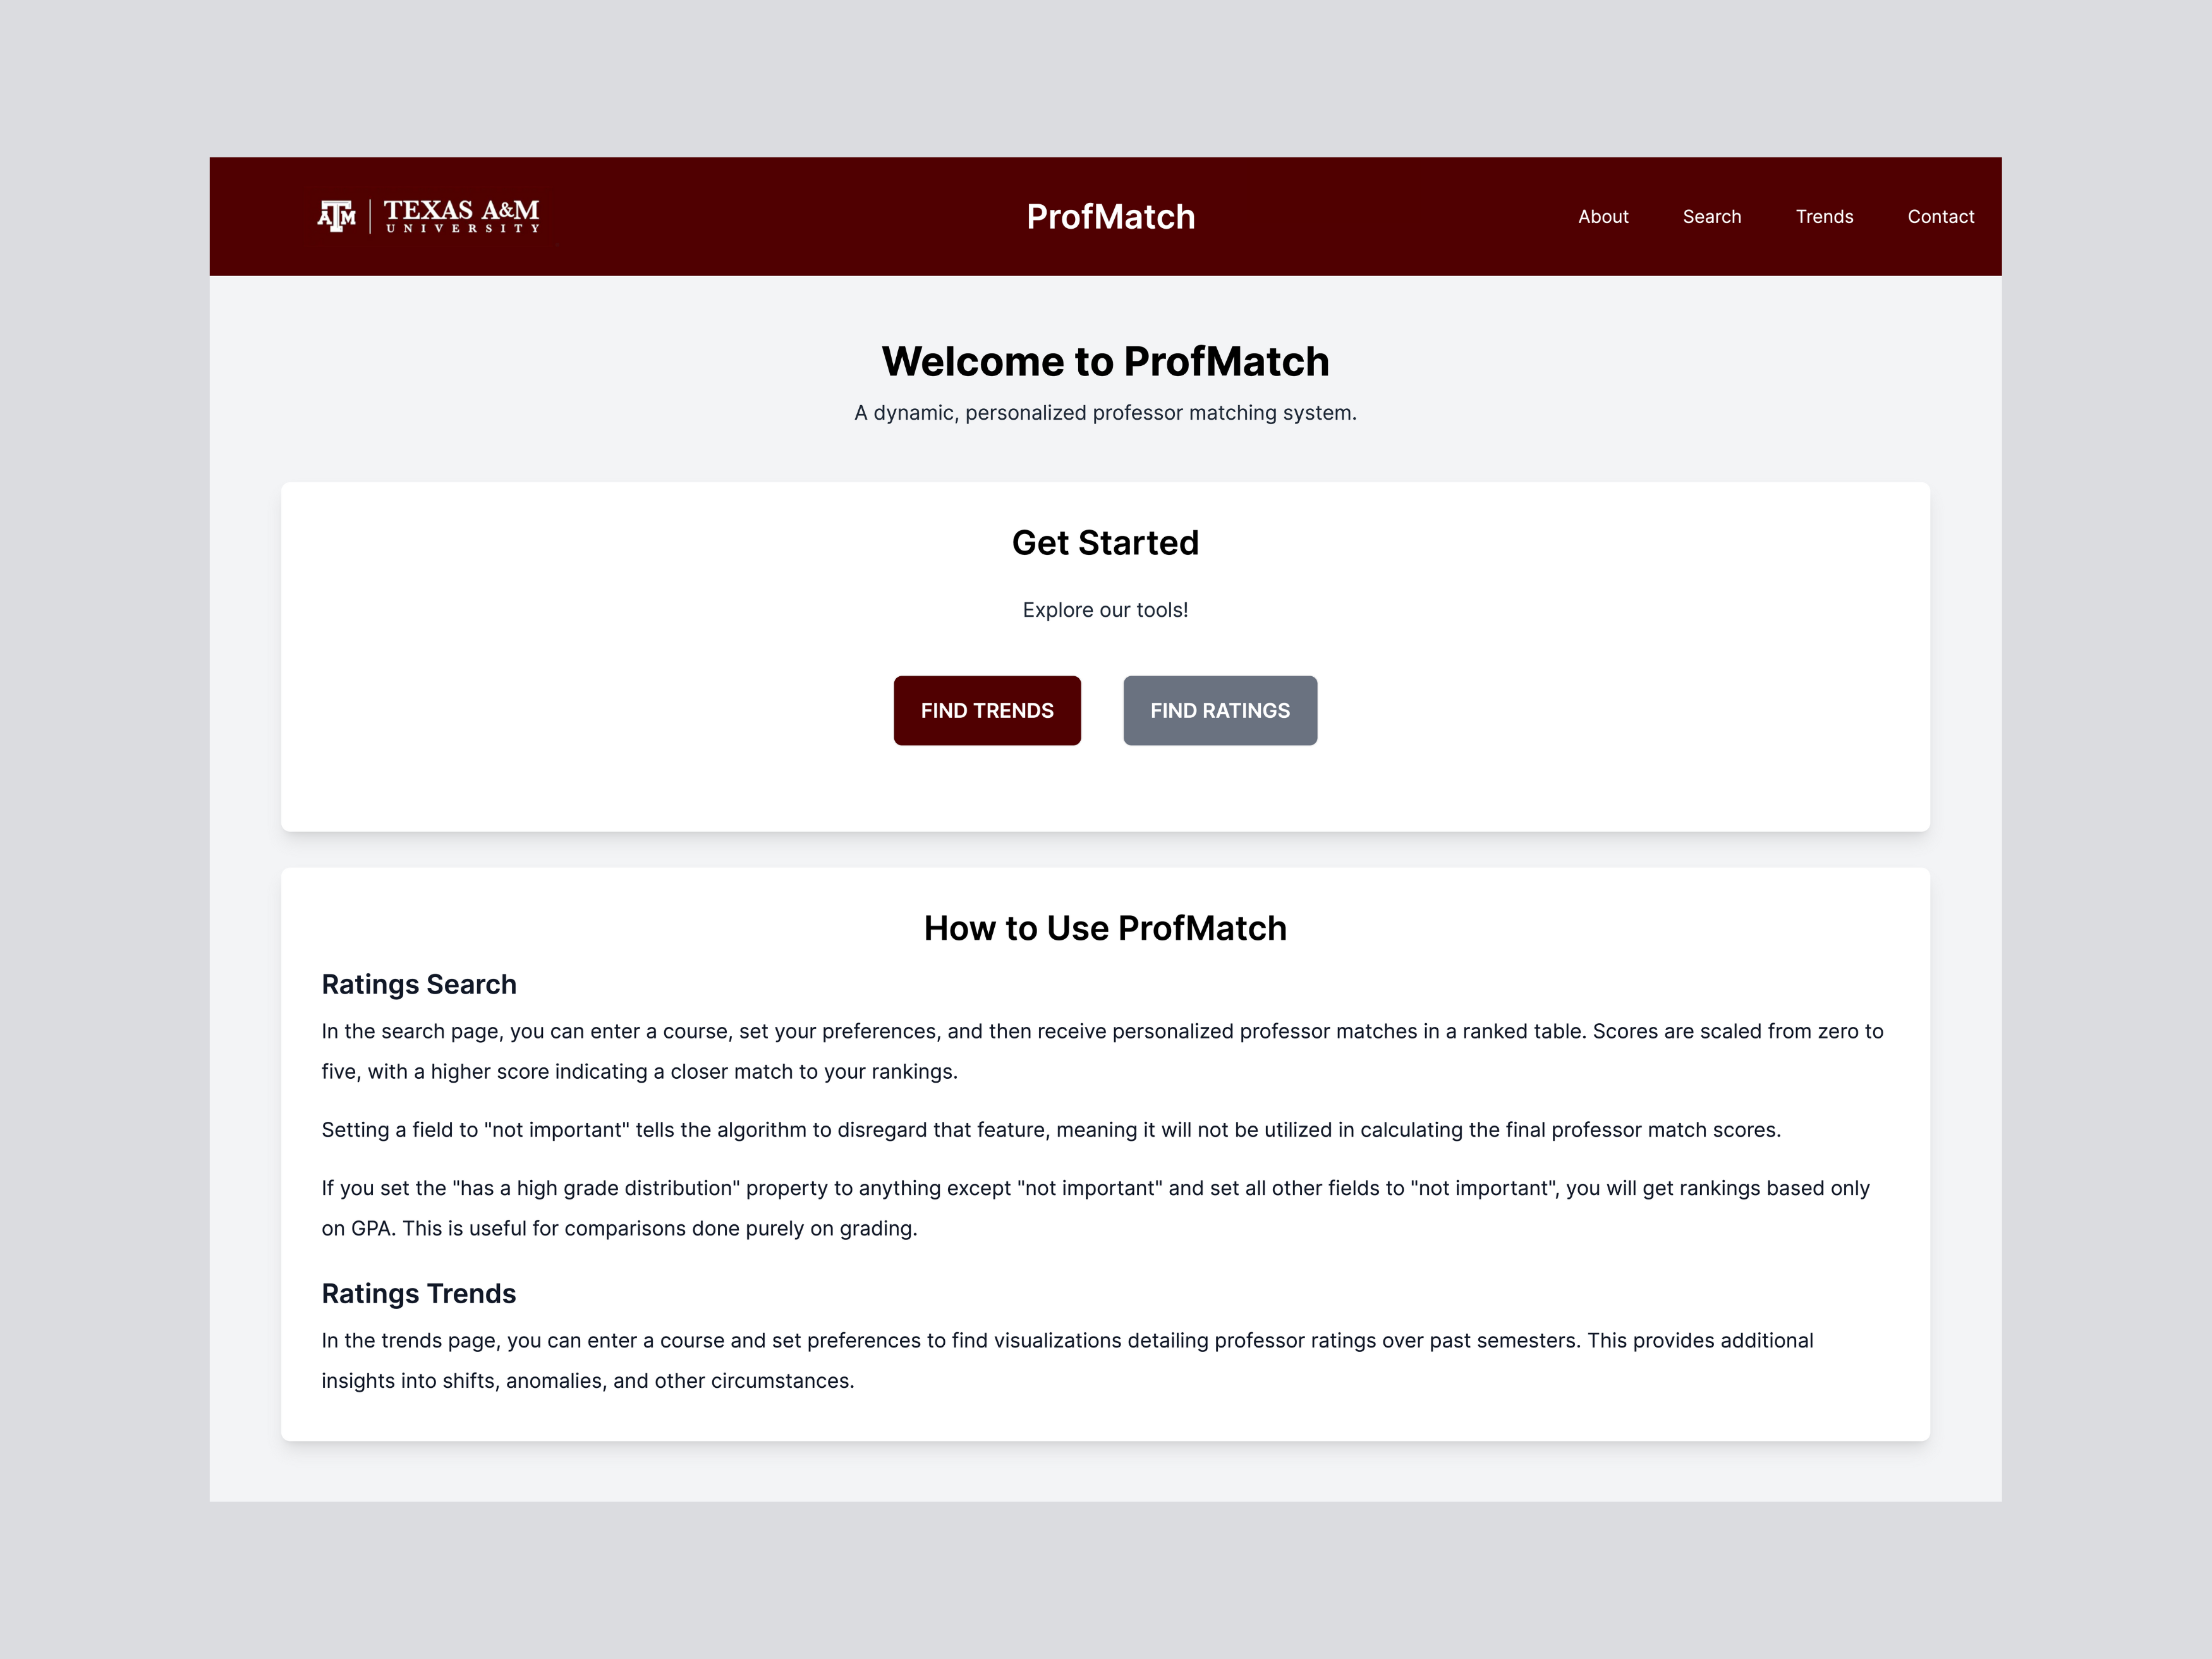 ATM TEXAS A&M
UNIVERSITY
ProfMatch
About Search Trends Contact
Welcome to ProfMatch
A dynamic, personalized professor matching system.
Get Started
Explore our tools!
FIND TRENDS FIND RATINGS
How to Use ProfMatch
Ratings Search
In the search page, you can enter a course, set your preferences, and then receive personalized professor matches in a ranked table. Scores are scaled from zero to
five, with a higher score indicating a closer match to your rankings.
Setting a field to "not important" tells the algorithm to disregard that feature, meaning it will not be utilized in calculating the final professor match scores.
If you set the "has a high grade distribution" property to anything except "not important" and set all other fields to "not important", you will get rankings based only
on GPA. This is useful for comparisons done purely on grading.
Ratings Trends
In the trends page, you can enter a course and set preferences to find visualizations detailing professor ratings over past semesters. This provides additional
insights into shifts, anomalies, and other circumstances.